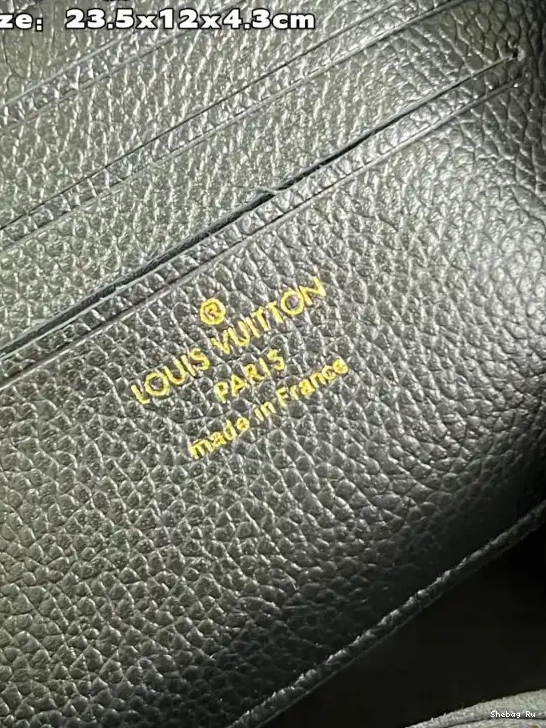 ze: 23.5x12x4.3cm
®
LOUIS VUITTON
PARIS
made in France
Shebag Ru